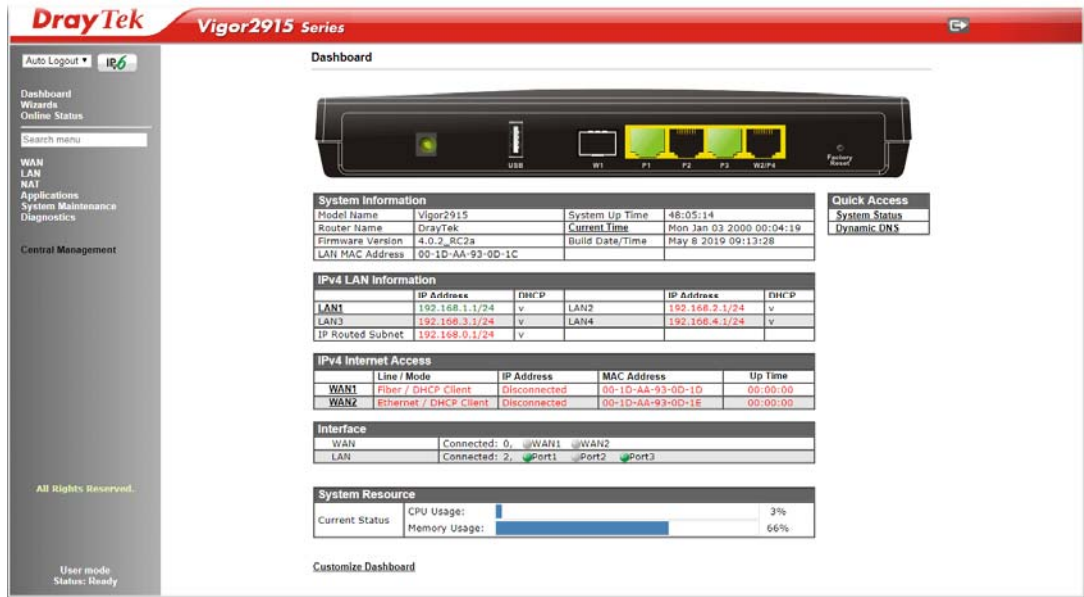 DrayTek Vigor2915 Series
Auto Logout IPv6
Dashboard
Wizards
Online Status
Search menu
WAN
LAN
NAT
Applications
System Maintenance
Diagnostics
Central Management
All Rights Reserved.
User mode
Status: Ready
Dashboard
USB W1 P1 P2 P3 W2/P4 Factory Reset
System Information
Model Name Vigor2915 System Up Time 48:05:14
Router Name DrayTek Current Time Mon Jan 03 2000 00:04:19
Firmware Version 4.0.2_RC2a Build Date/Time May 8 2019 09:13:28
LAN MAC Address 00-1D-AA-93-0D-1C
Quick Access
System Status
Dynamic DNS
IPv4 LAN Information
IP Address DHCP IP Address DHCP
LAN1 192.168.1.1/24 v LAN2 192.168.2.1/24 v
LAN3 192.168.3.1/24 v LAN4 192.168.4.1/24 v
IP Routed Subnet 192.168.0.1/24 v
IPv4 Internet Access
Line / Mode IP Address MAC Address Up Time
WAN1 Fiber / DHCP Client Disconnected 00-1D-AA-93-0D-1D 00:00:00
WAN2 Ethernet / DHCP Client Disconnected 00-1D-AA-93-0D-1E 00:00:00
Interface
WAN Connected: 0, WAN1 WAN2
LAN Connected: 2, Port1 Port2 Port3
System Resource
Current Status CPU Usage: 3%
Memory Usage: 66%
Customize Dashboard